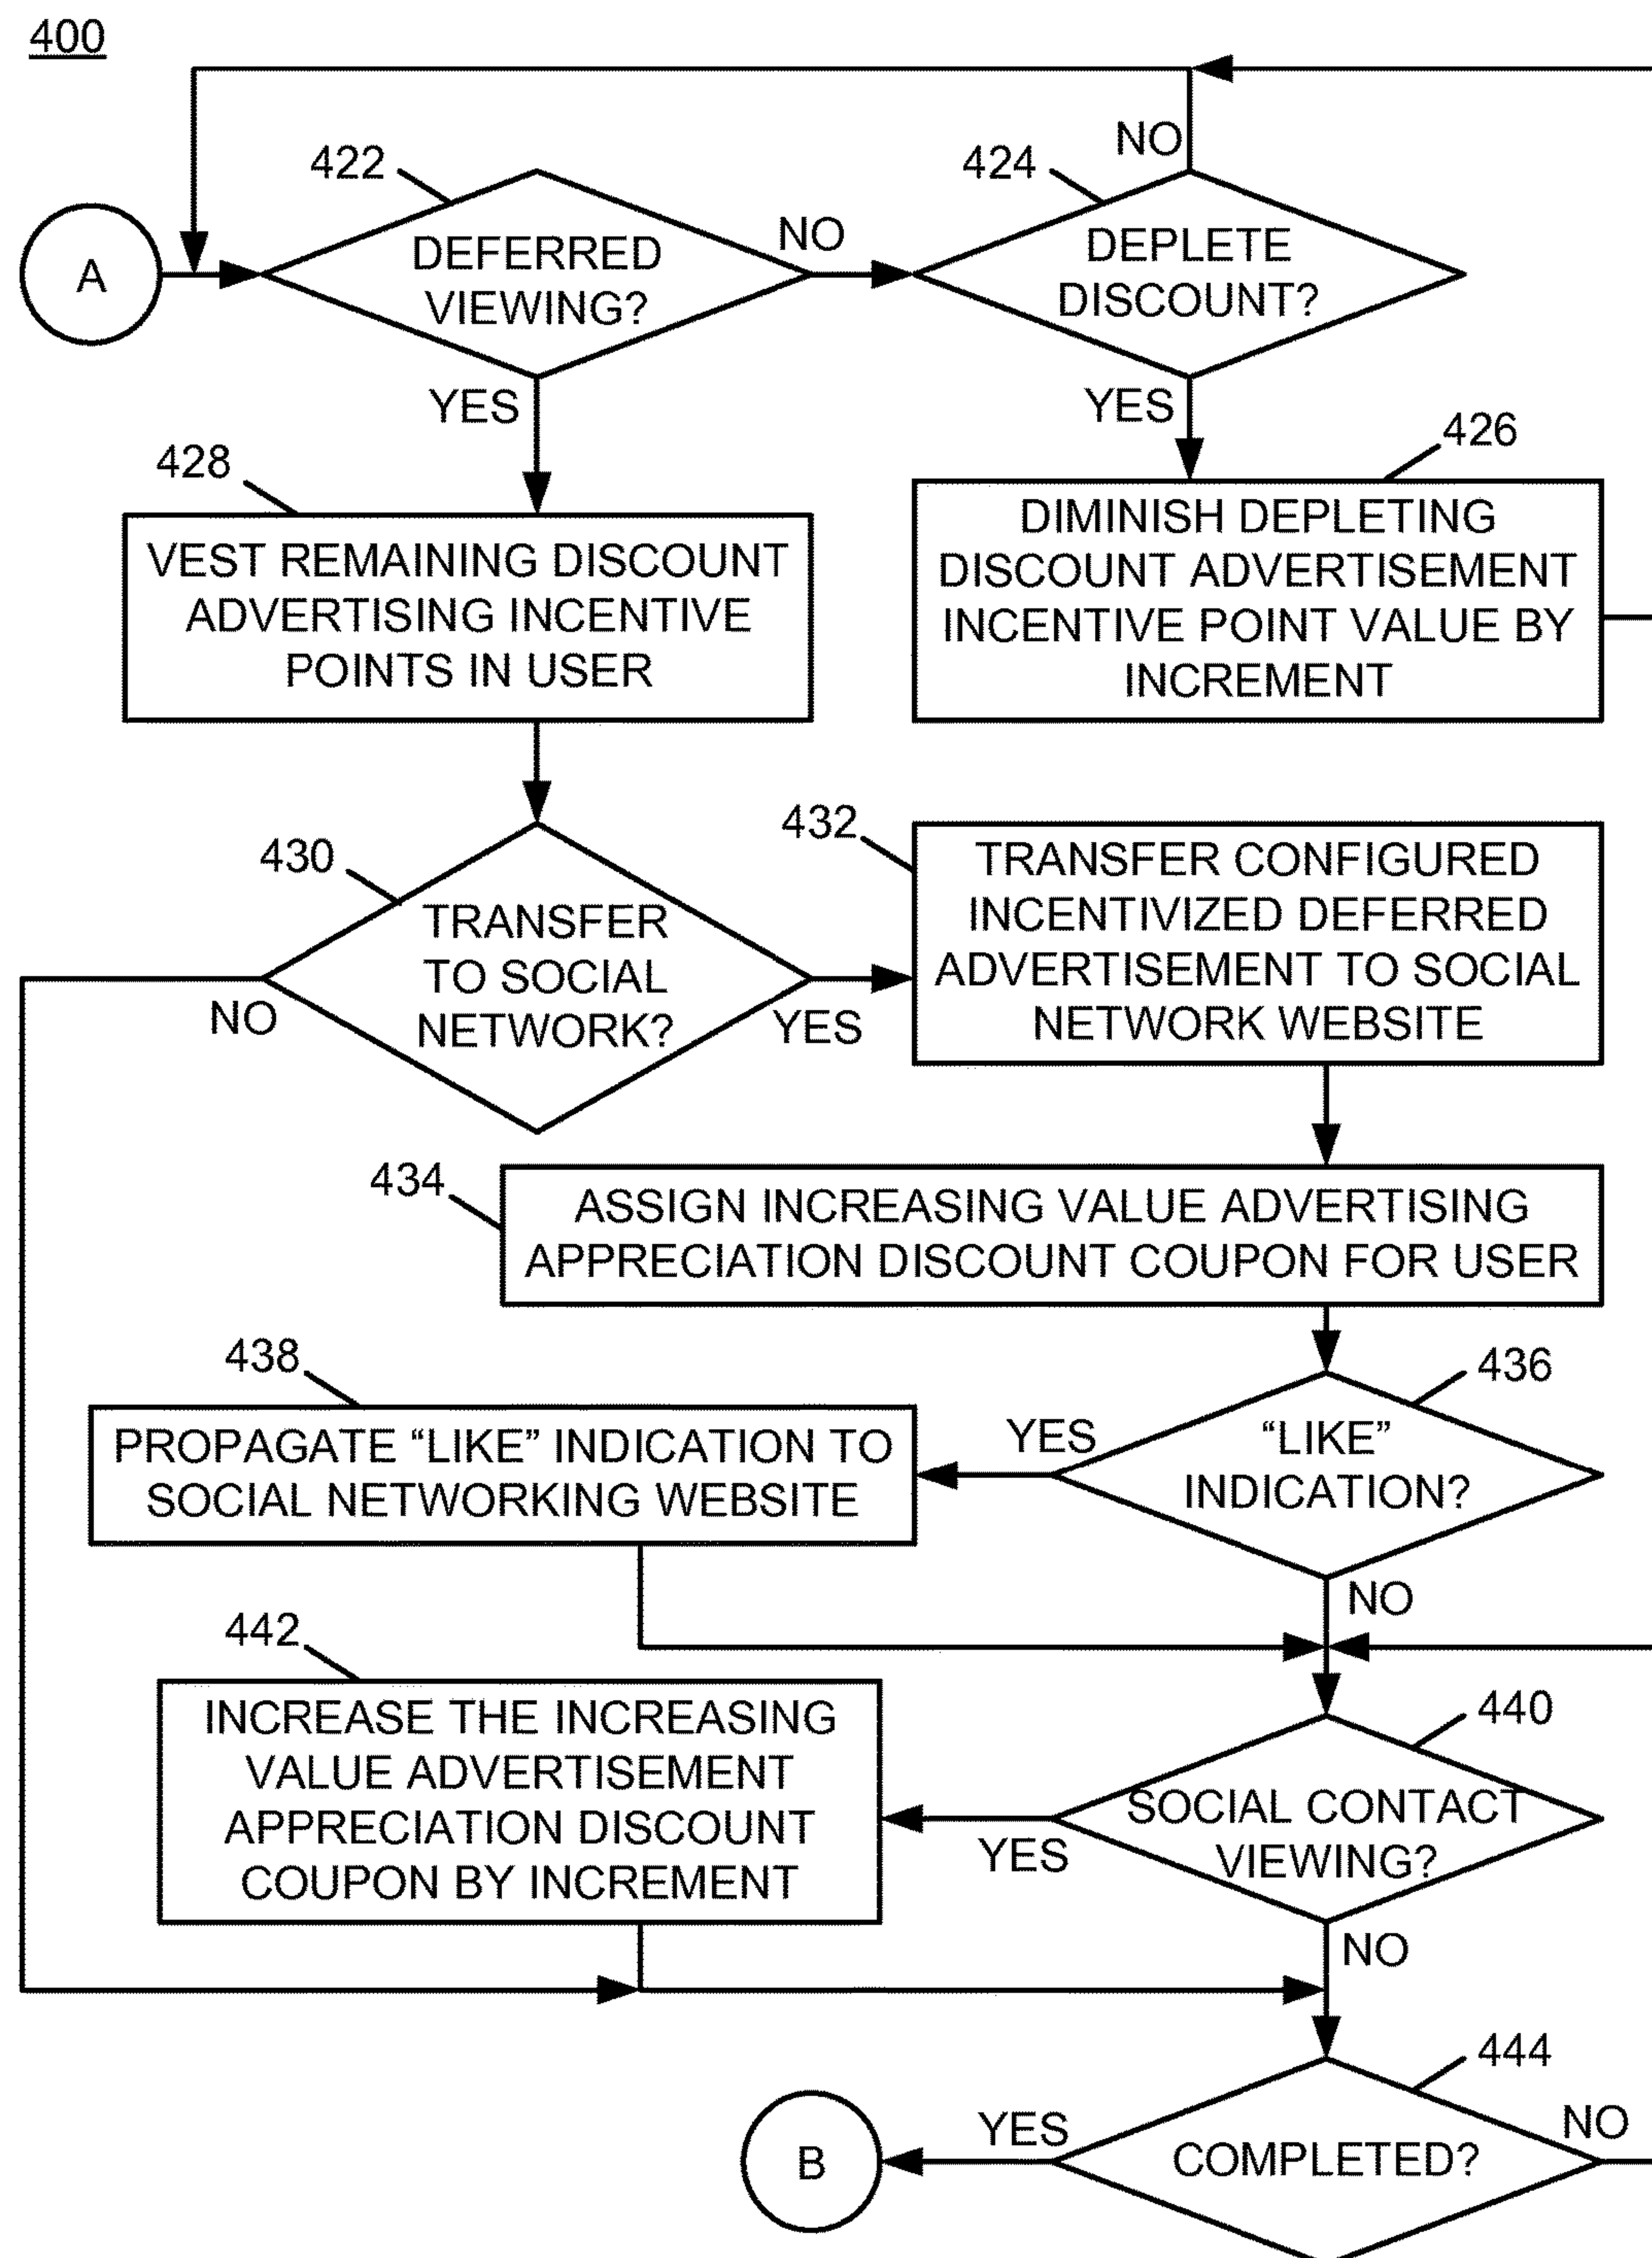 400
NO
422
424
A
DEFERRED
VIEWING?
NO
DEPLETE
DISCOUNT?
YES
YES
428
426
VEST REMAINING DISCOUNT
ADVERTISING INCENTIVE
POINTS IN USER
DIMINISH DEPLETING
DISCOUNT ADVERTISEMENT
INCENTIVE POINT VALUE BY
INCREMENT
430
432
TRANSFER
TO SOCIAL
NETWORK?
NO
YES
TRANSFER CONFIGURED
INCENTIVIZED DEFERRED
ADVERTISEMENT TO SOCIAL
NETWORK WEBSITE
434
ASSIGN INCREASING VALUE ADVERTISING
APPRECIATION DISCOUNT COUPON FOR USER
438
436
PROPAGATE “LIKE” INDICATION TO
SOCIAL NETWORKING WEBSITE
YES
“LIKE”
INDICATION?
NO
442
440
INCREASE THE INCREASING
VALUE ADVERTISEMENT
APPRECIATION DISCOUNT
COUPON BY INCREMENT
YES
SOCIAL CONTACT
VIEWING?
NO
444
B
YES
COMPLETED?
NO